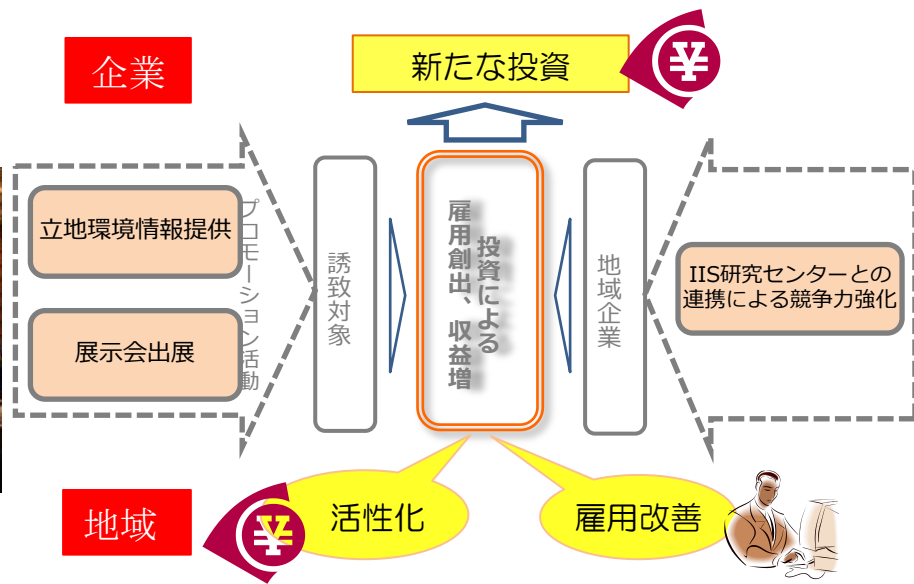 企業
新たな投資
¥
立地環境情報提供
展示会出展
プロモーション活動
誘致対象
投資による
雇用創出、収益増
地域企業
IIS研究センターとの
連携による競争力強化
地域
¥
活性化
雇用改善